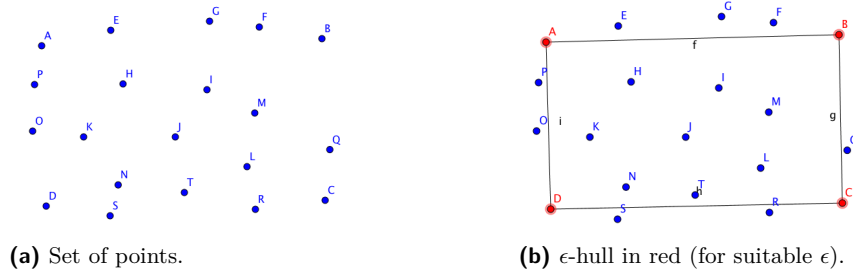 G
G
E
F
E
F
B
A
B
A
f
P
H
I
P
H
I
M
M
g
O
K
J
O
i
K
J
Q
Q
L
L
N
T
N
T
D
R
C
D
h
C
S
S
R
(a) Set of points.
(b) ϵ-hull in red (for suitable ϵ).